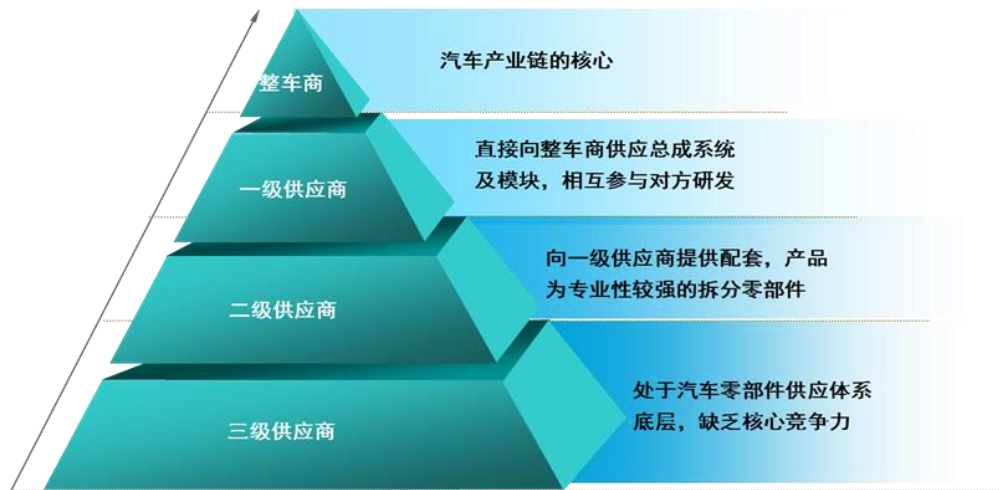 整车商
汽车产业链的核心
一级供应商
直接向整车商供应总成系统
及模块，相互参与对方研发
二级供应商
向一级供应商提供配套，产品
为专业性较强的拆分零部件
三级供应商
处于汽车零部件供应体系
底层，缺乏核心竞争力